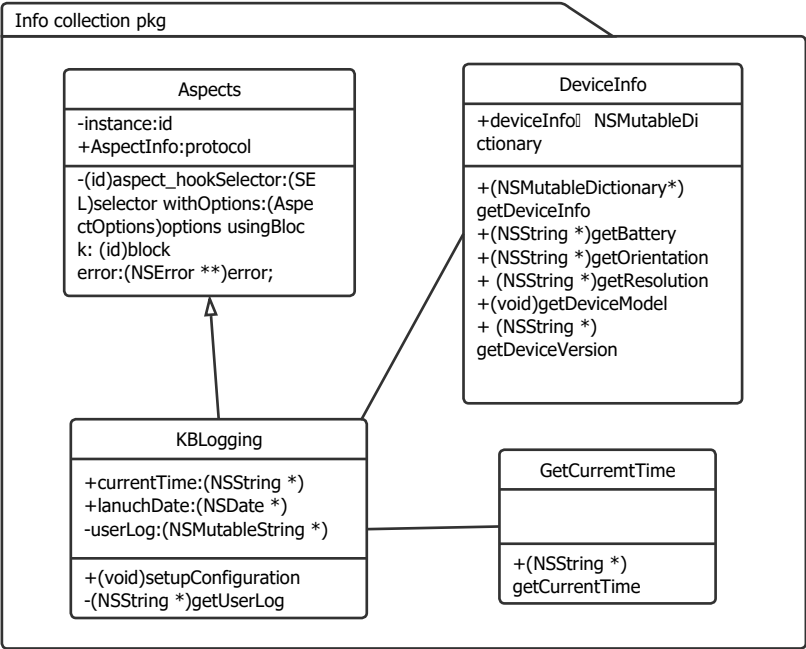 Info collection pkg
Aspects
-instance:id
+AspectInfo:protocol
-(id)aspect_hookSelector:(SE
L)selector withOptions:(Aspe
ctOptions)options usingBloc
k: (id)block
error:(NSError **)error;
DeviceInfo
+deviceInfo▯ NSMutableDi
ctionary
+(NSMutableDictionary*)
getDeviceInfo
+(NSString *)getBattery
+(NSString *)getOrientation
+ (NSString *)getResolution
+(void)getDeviceModel
+ (NSString *)
getDeviceVersion
KBLogging
+currentTime:(NSString *)
+lanuchDate:(NSDate *)
-userLog:(NSMutableString *)
+(void)setupConfiguration
-(NSString *)getUserLog
GetCurremtTime
+(NSString *)
getCurrentTime